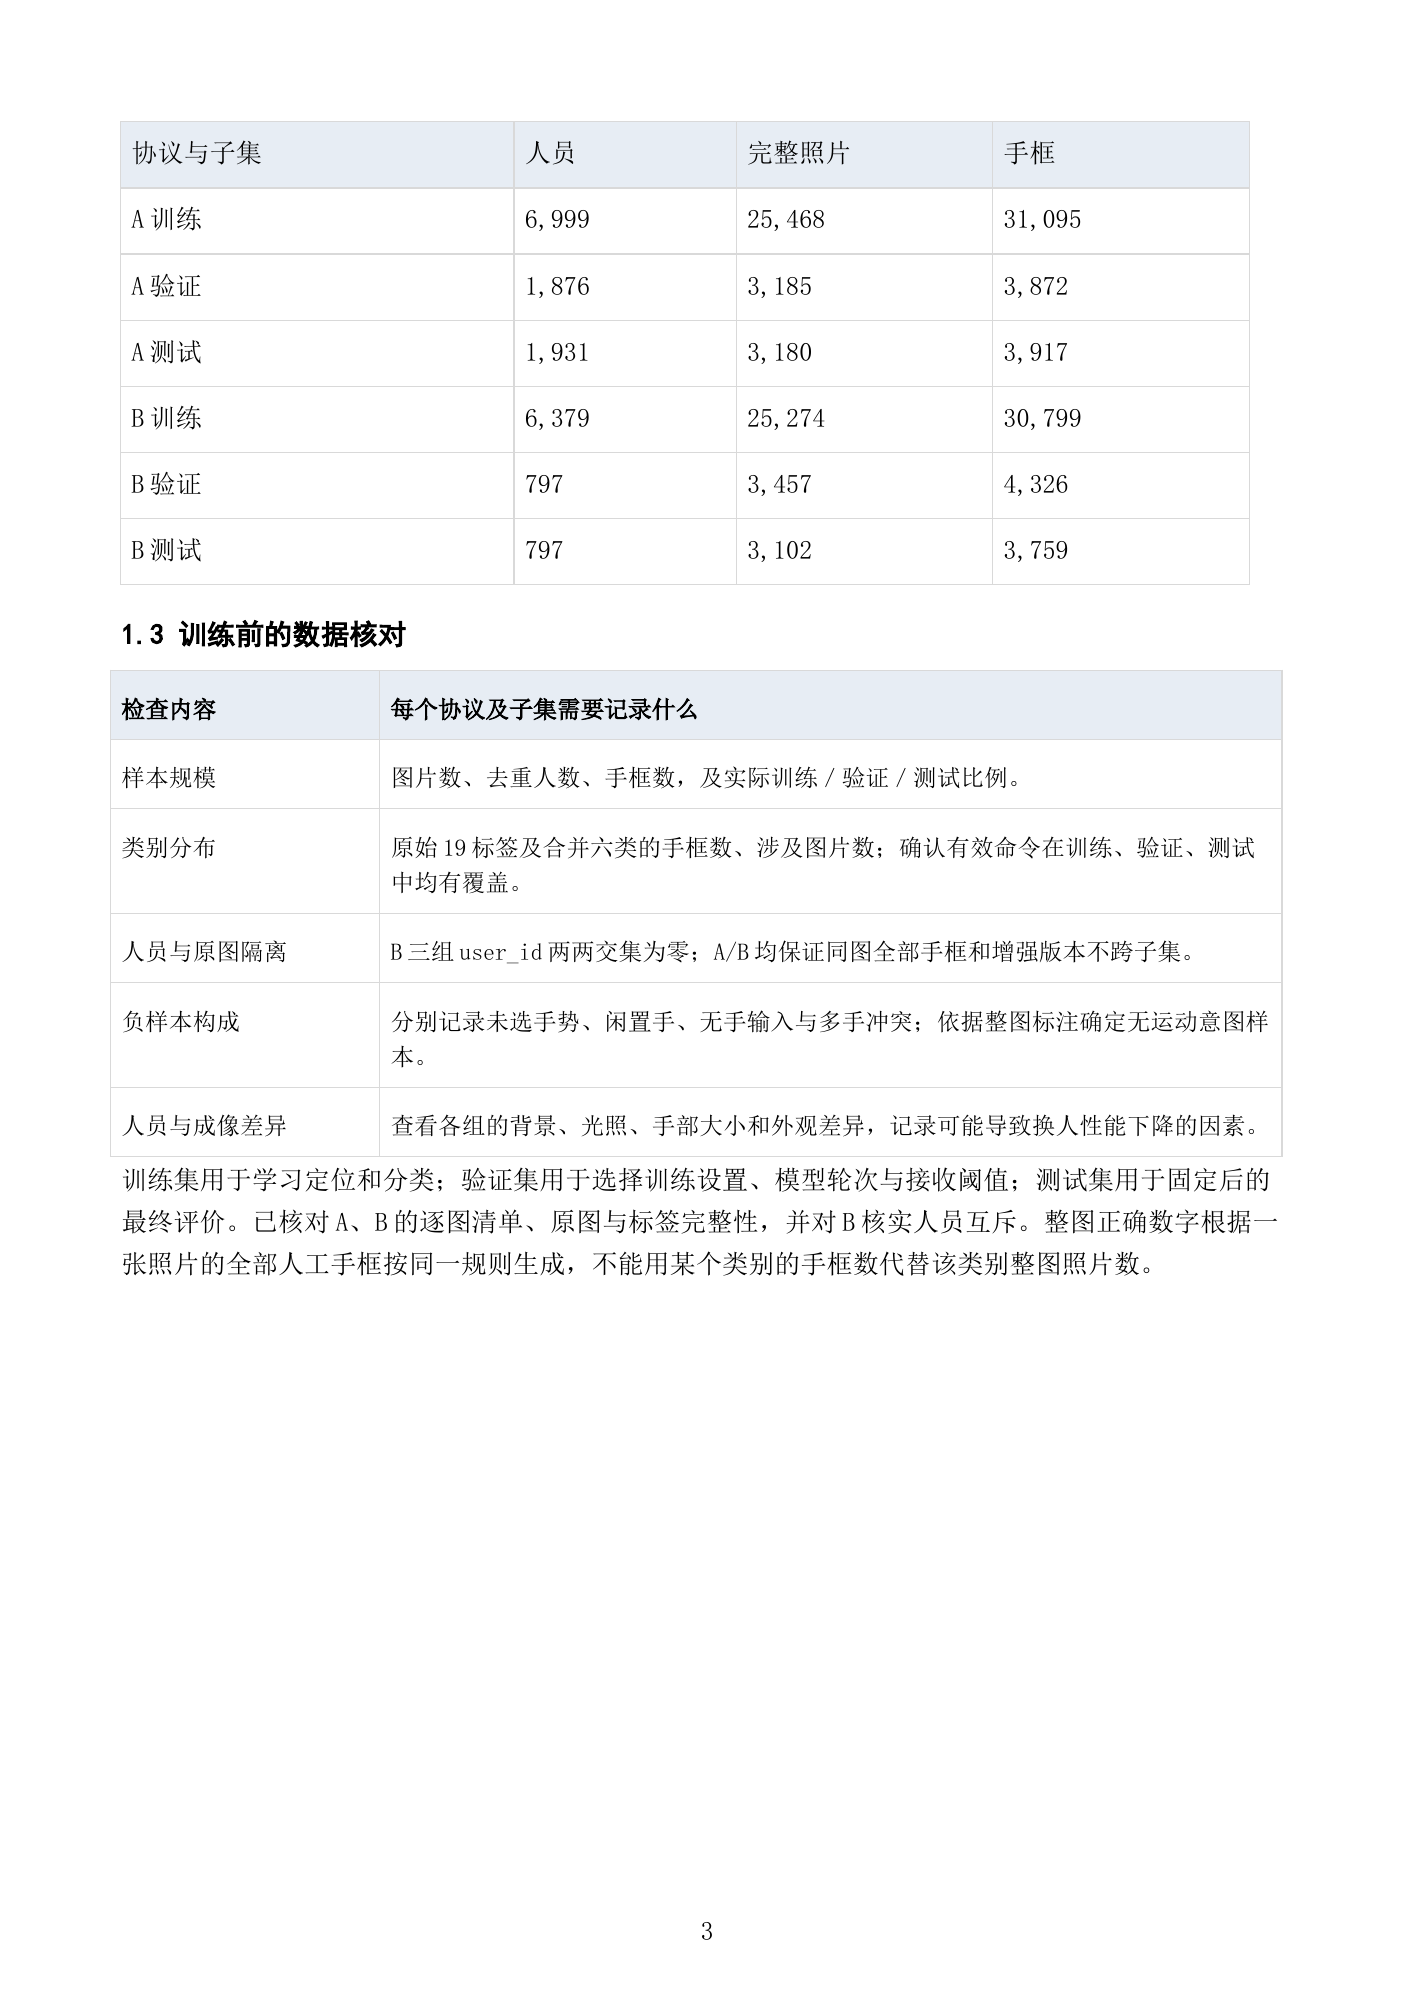 协议与子集 人员 完整照片 手框
A 训练 6,999 25,468 31,095
A 验证 1,876 3,185 3,872
A 测试 1,931 3,180 3,917
B 训练 6,379 25,274 30,799
B 验证 797 3,457 4,326
B 测试 797 3,102 3,759
1.3 训练前的数据核对
检查内容 每个协议及子集需要记录什么
样本规模 图片数、去重人数、手框数，及实际训练 / 验证 / 测试比例。
类别分布 原始 19 标签及合并六类的手框数、涉及图片数；确认有效命令在训练、验证、测试
中均有覆盖。
人员与原图隔离 B 三组 user_id 两两交集为零；A/B 均保证同图全部手框和增强版本不跨子集。
负样本构成 分别记录未选手势、闲置手、无手输入与多手冲突；依据整图标注确定无运动意图样
本。
人员与成像差异 查看各组的背景、光照、手部大小和外观差异，记录可能导致换人性能下降的因素。
训练集用于学习定位和分类；验证集用于选择训练设置、模型轮次与接收阈值；测试集用于固定后的
最终评价。已核对 A、B 的逐图清单、原图与标签完整性，并对 B 核实人员互斥。整图正确数字根据一
张照片的全部人工手框按同一规则生成，不能用某个类别的手框数代替该类别整图照片数。
3